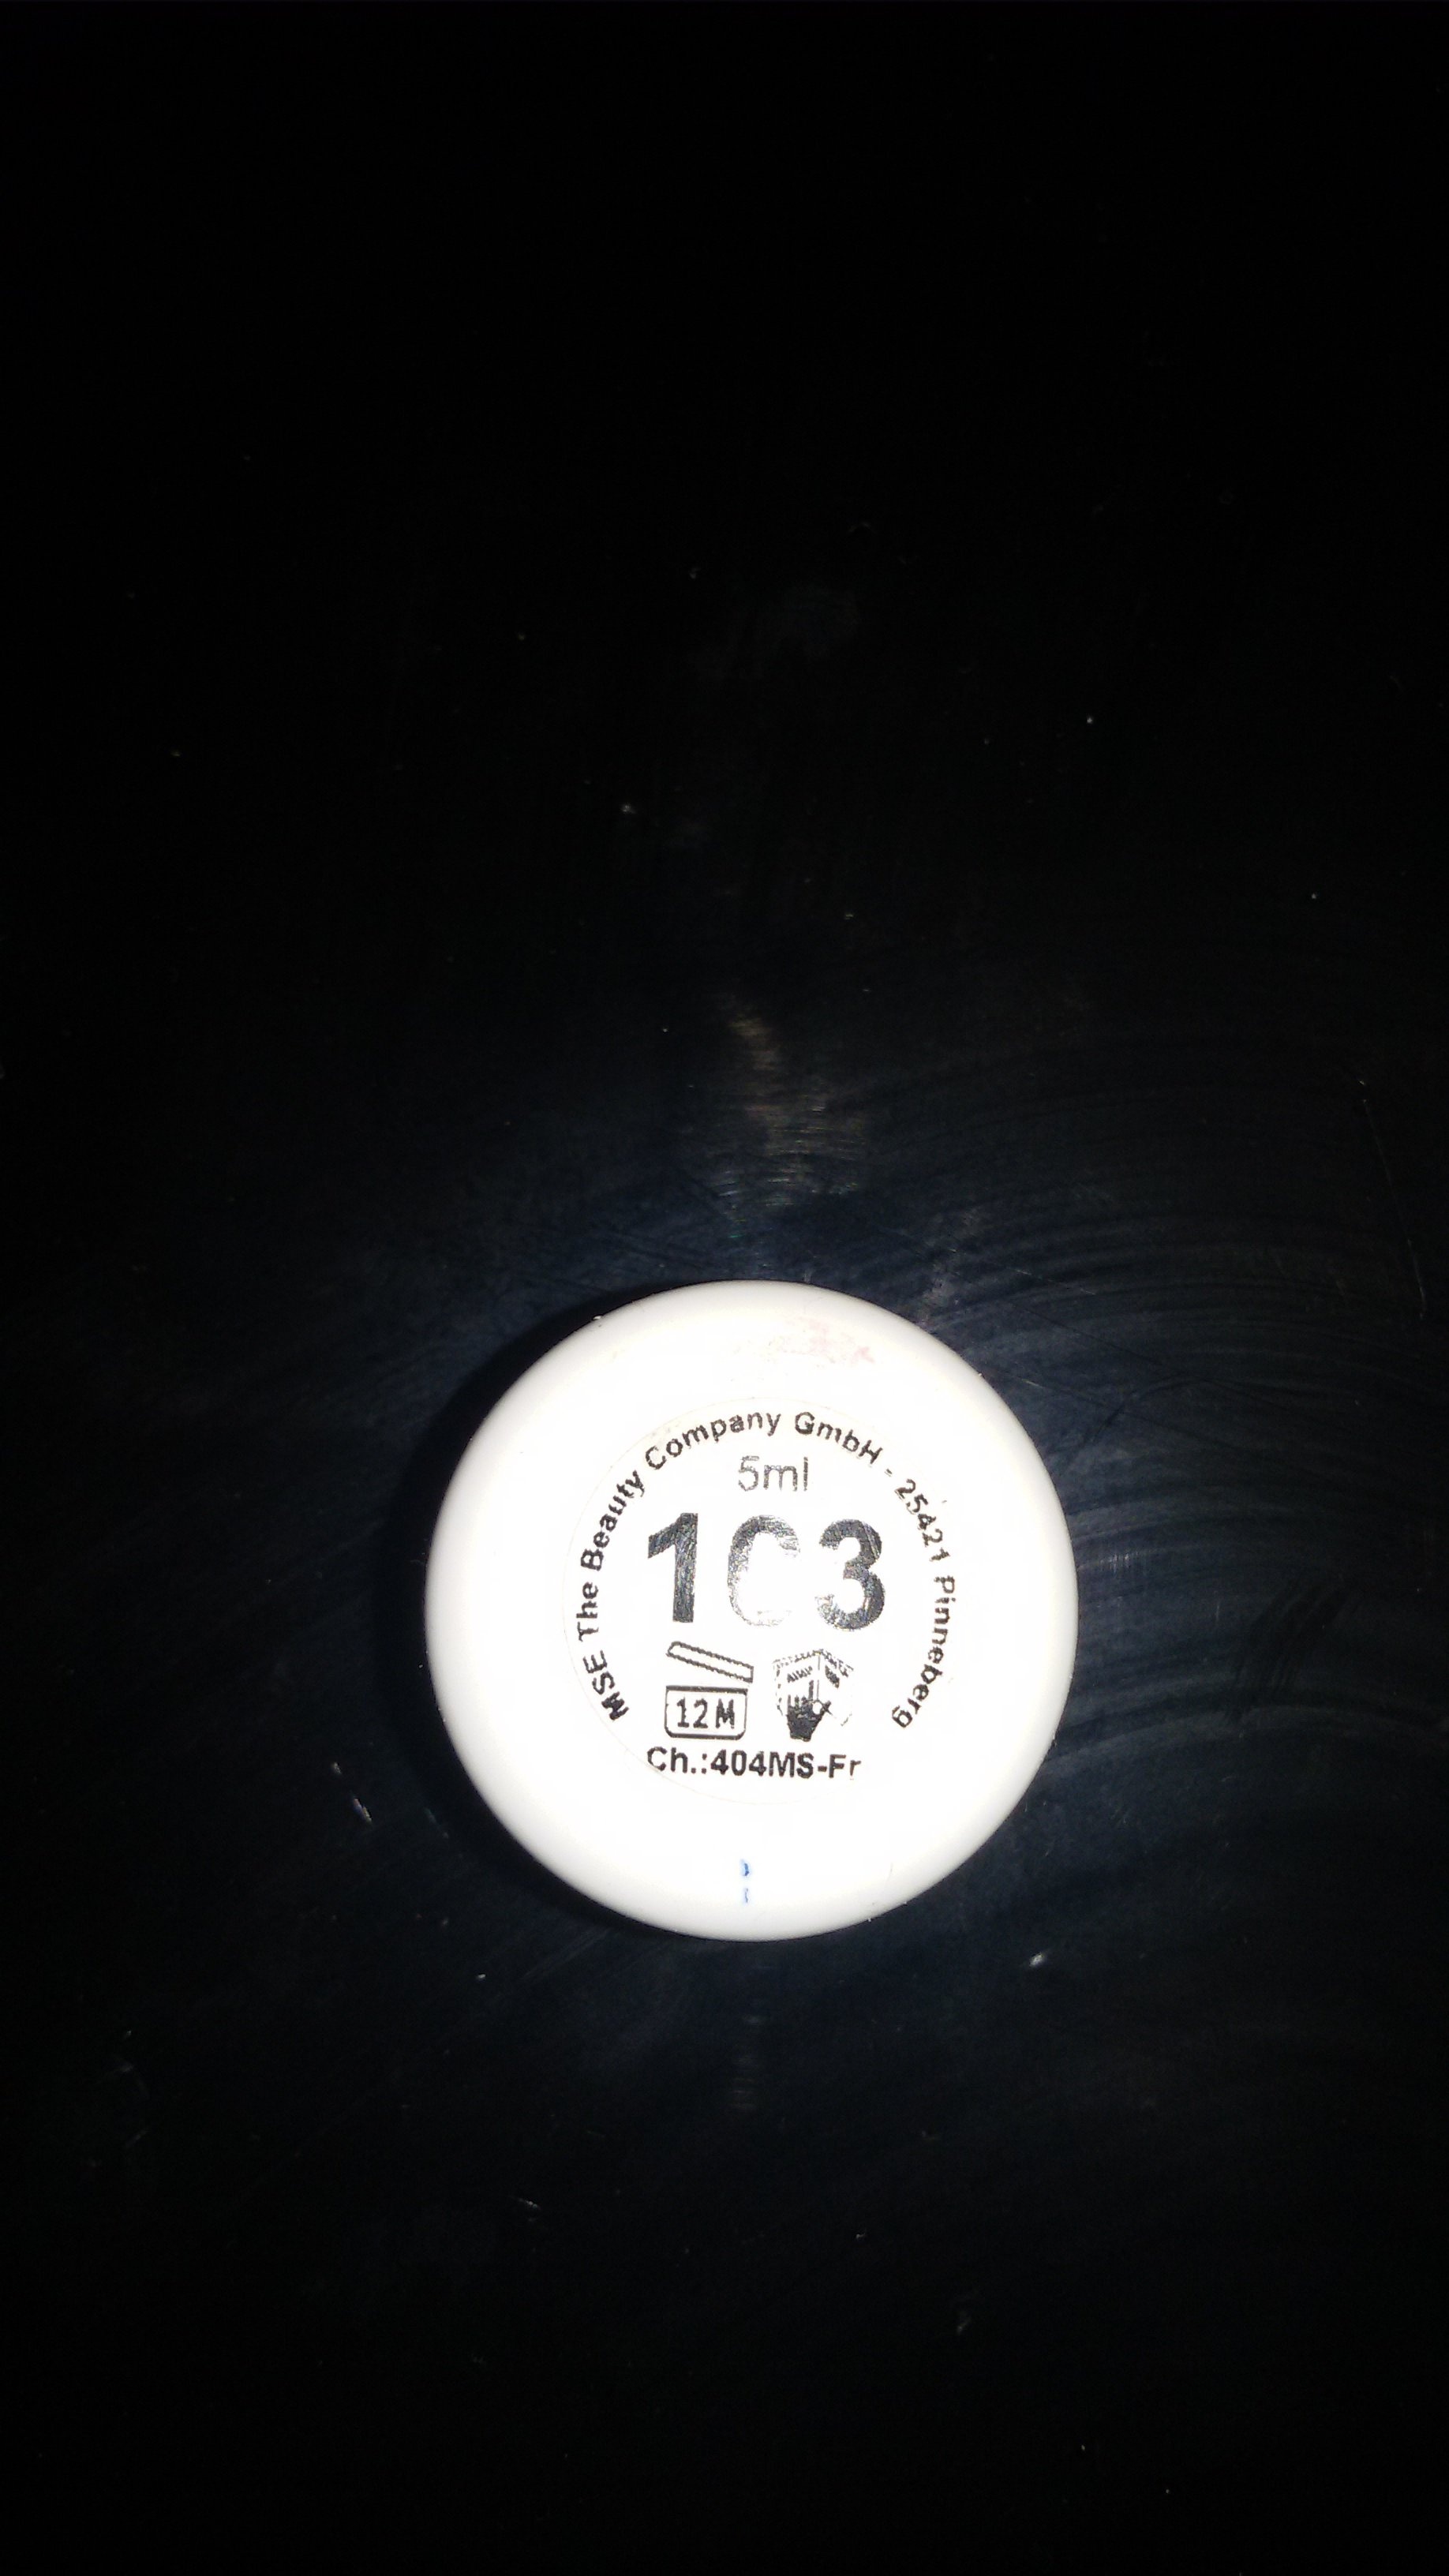 MSE The Beauty Company GmbH - 25421 Pinneberg
5ml
103
12M
Ch.:404MS-Fr